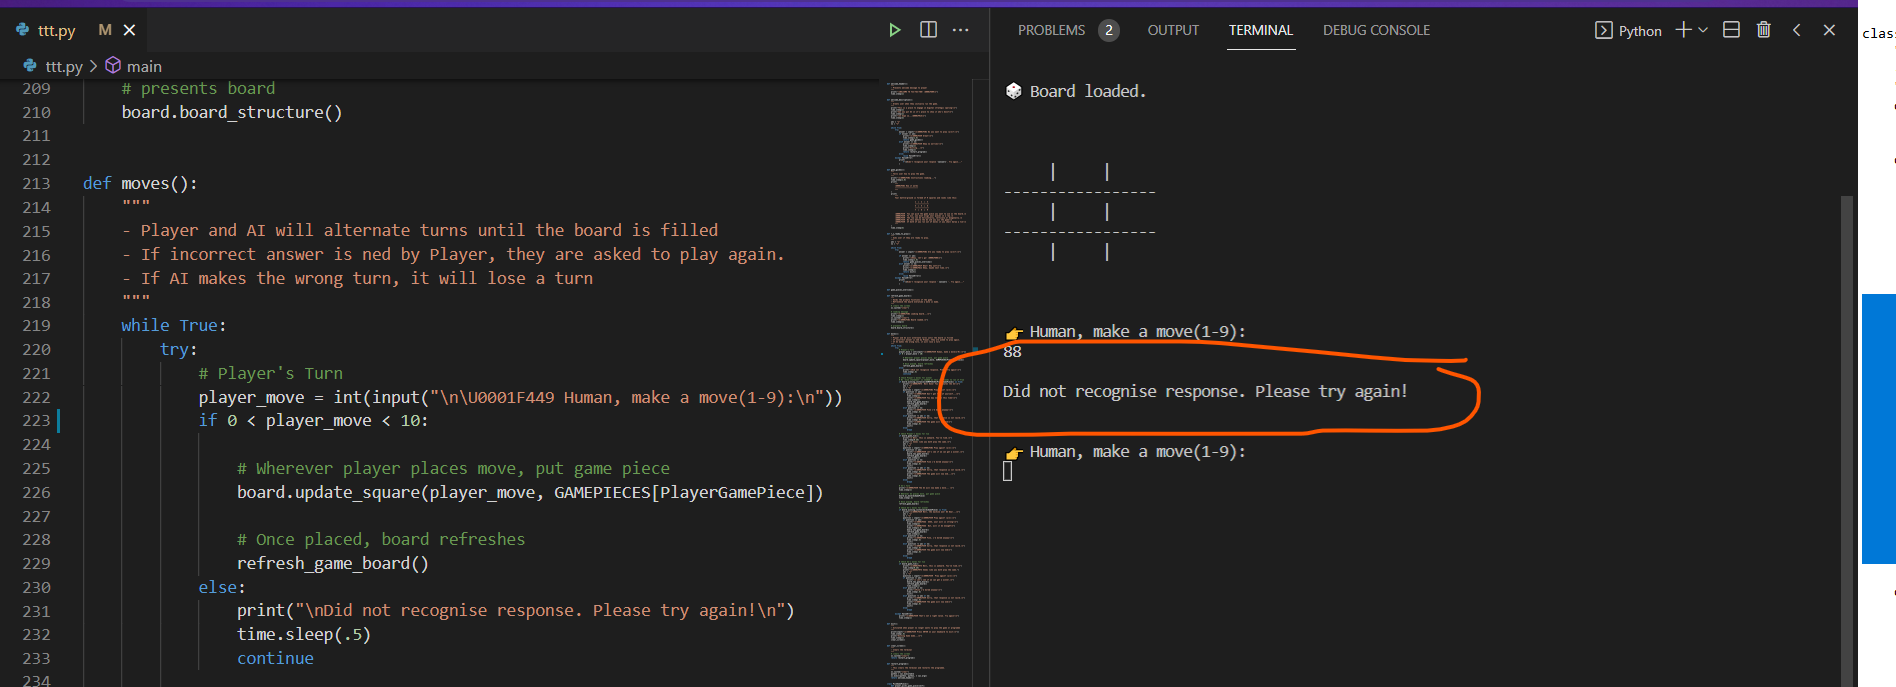 ttt.py M
ttt.py > main
209 # presents board
210 board.board_structure()
211
212
213 def moves():
214 """
215 - Player and AI will alternate turns until the board is filled
216 - If incorrect answer is ned by Player, they are asked to play again.
217 - If AI makes the wrong turn, it will lose a turn
218 """
219 while True:
220 try:
221 # Player's Turn
222 player_move = int(input("\n\U0001F449 Human, make a move(1-9):\n"))
223 if 0 < player_move < 10:
224
225 # Wherever player places move, put game piece
226 board.update_square(player_move, GAMEPIECES[PlayerGamePiece])
227
228 # Once placed, board refreshes
229 refresh_game_board()
230 else:
231 print("\nDid not recognise response. Please try again!\n")
232 time.sleep(.5)
233 continue
234
PROBLEMS 2 OUTPUT TERMINAL DEBUG CONSOLE Python
🎲 Board loaded.
| |
-----------------
| |
-----------------
| |
👉 Human, make a move(1-9):
88
Did not recognise response. Please try again!
👉 Human, make a move(1-9):
clas